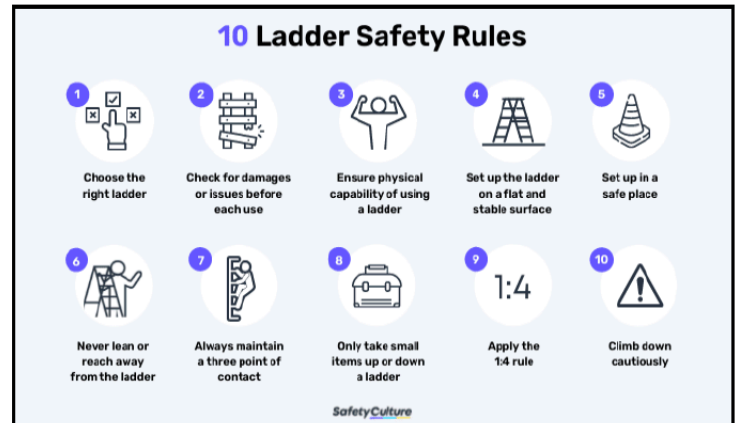 10 Ladder Safety Rules
1
Choose the
right ladder
2
Check for damages
or issues before
each use
3
Ensure physical
capability of using
a ladder
4
Set up the ladder
on a flat and
stable surface
5
Set up in a
safe place
6
Never lean or
reach away
from the ladder
7
Always maintain
a three point of
contact
8
Only take small
items up or down
a ladder
9
1:4
Apply the
1:4 rule
10
Climb down
cautiously
SafetyCulture